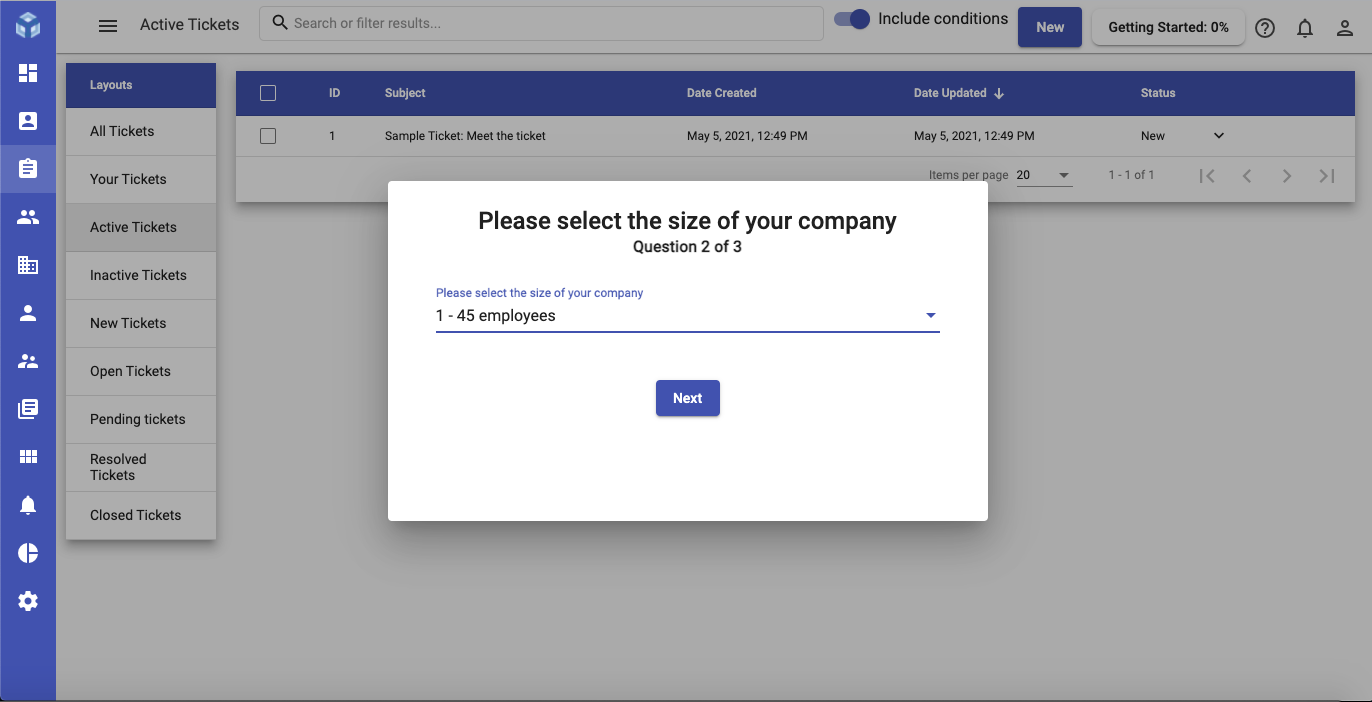 Active Tickets
Search or filter results...
Include conditions
New
Getting Started: 0%
Layouts
All Tickets
Your Tickets
Active Tickets
Inactive Tickets
New Tickets
Open Tickets
Pending tickets
Resolved
Tickets
Closed Tickets
ID Subject Date Created Date Updated Status
1 Sample Ticket: Meet the ticket May 5, 2021, 12:49 PM May 5, 2021, 12:49 PM New
Items per page 20 1 - 1 of 1
Please select the size of your company
Question 2 of 3
Please select the size of your company
1 - 45 employees
Next